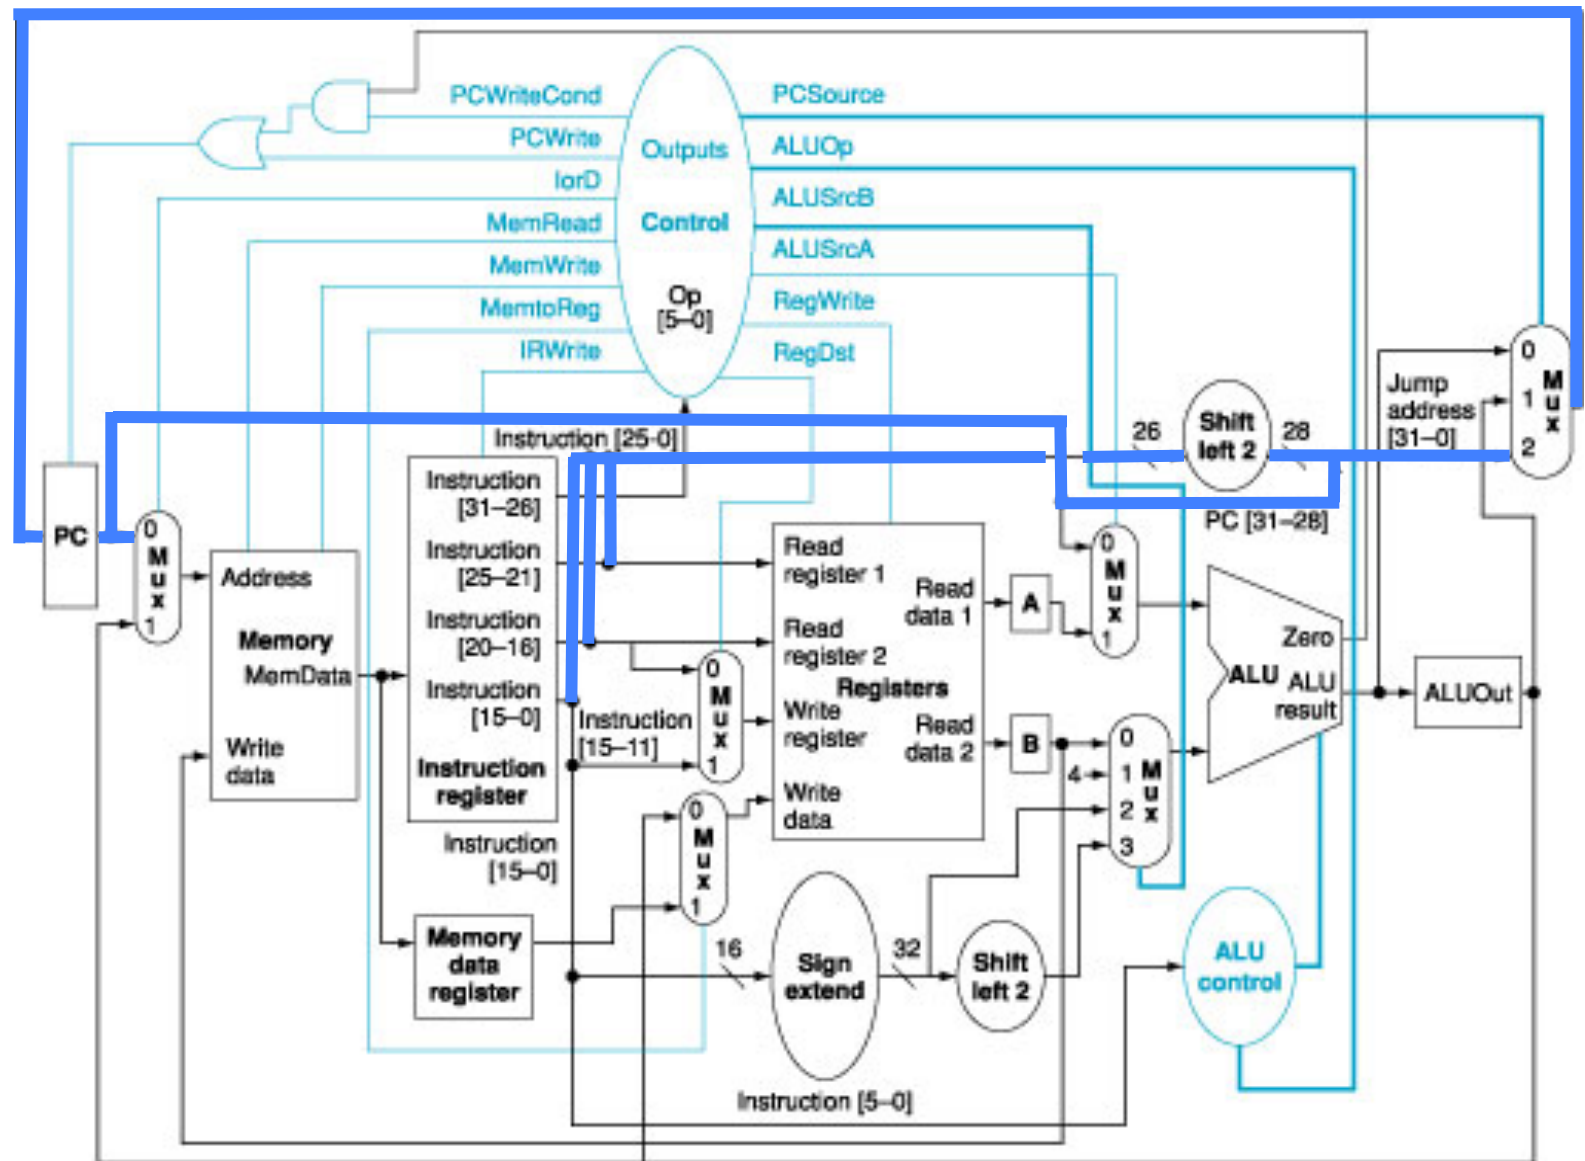 PCWriteCond
PCSource
PCWrite
Outputs
ALUOp
IorD
ALUSrcB
MemRead
Control
MemWrite
ALUSrcA
Op
[5–0]
MemtoReg
RegWrite
IRWrite
RegDst
0
M
u
x
1
2
Jump
address
[31–0]
26
Shift
left 2
28
Instruction [25-0]
PC [31–28]
PC
0
M
u
x
1
Address
Memory
MemData
Write
data
Instruction
[31–26]
Instruction
[25–21]
Instruction
[20–16]
Instruction
[15–0]
Instruction
register
Instruction
[15–0]
Instruction
[15–11]
0
M
u
x
1
0
M
u
x
1
Read
register 1
Read
register 2
Registers
Write
register
Write
data
Read
data 1
Read
data 2
A
B
0
M
u
x
1
4
0
1
2
3
M
u
x
Zero
ALU
ALU
result
ALUOut
Memory
data
register
16
Sign
extend
32
Shift
left 2
ALU
control
Instruction [5–0]